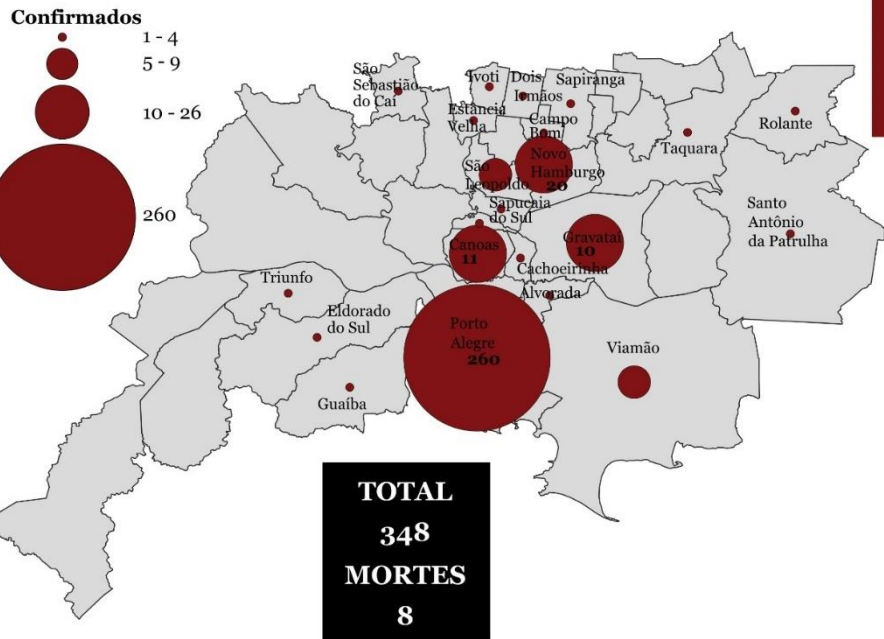 Confirmados
1 - 4
5 - 9
10 - 26
260
São
Sebastião
do Caí
Ivoti
Dois
Irmãos
Sapiranga
Estância
Velha
Campo
Bom
Rolante
Taquara
São
Leopoldo
Novo
Hamburgo
20
Sapucaia
do Sul
Santo
Antônio
da Patrulha
Canoas
11
Gravataí
10
Cachoeirinha
Triunfo
Alvorada
Eldorado
do Sul
Porto
Alegre
260
Viamão
Guaíba
TOTAL
348
MORTES
8